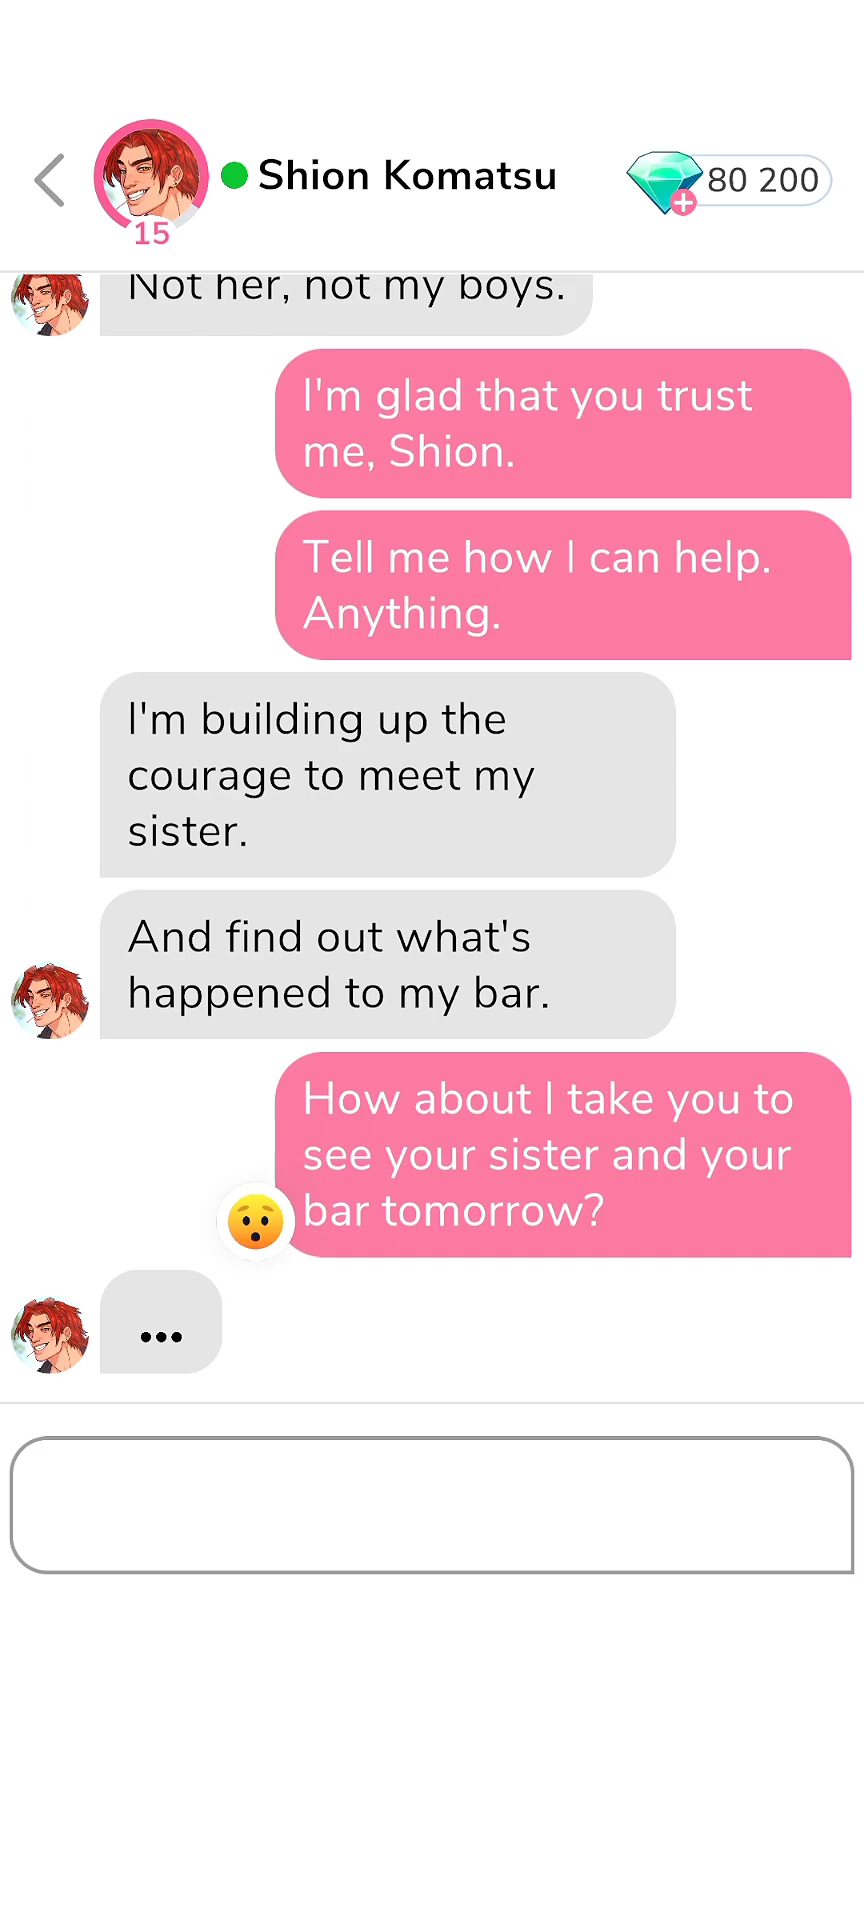 Shion Komatsu
80 200
15
Not her, not my boys.
I'm glad that you trust
me, Shion.
Tell me how I can help.
Anything.
I'm building up the
courage to meet my
sister.
And find out what's
happened to my bar.
How about I take you to
see your sister and your
bar tomorrow?
...